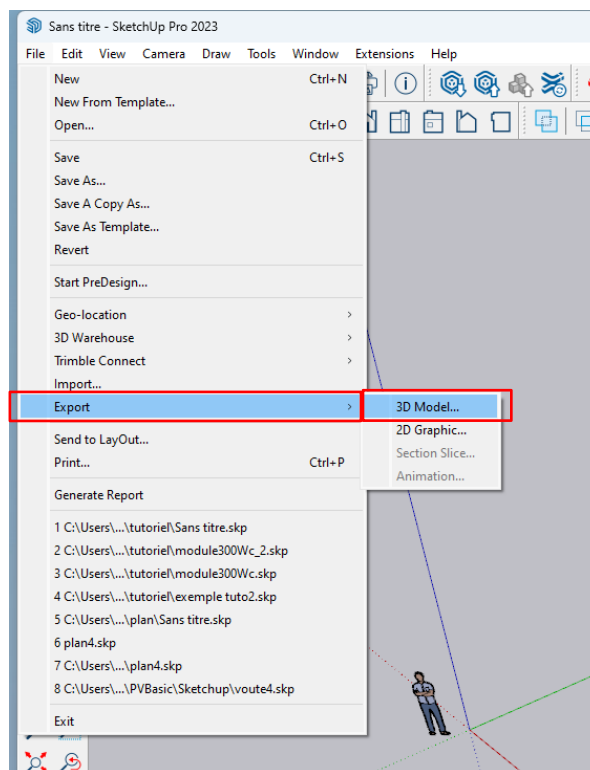 Sans titre - SketchUp Pro 2023
File Edit View Camera Draw Tools Window Extensions Help
New Ctrl+N
New From Template...
Open... Ctrl+O
Save Ctrl+S
Save As...
Save A Copy As...
Save As Template...
Revert
Start PreDesign...
Geo-location
3D Warehouse
Trimble Connect
Import...
Export
3D Model...
2D Graphic...
Section Slice...
Animation...
Send to LayOut...
Print... Ctrl+P
Generate Report
1 C:\Users\...\tutoriel\Sans titre.skp
2 C:\Users\...\tutoriel\module300Wc_2.skp
3 C:\Users\...\tutoriel\module300Wc.skp
4 C:\Users\...\tutoriel\exemple tuto2.skp
5 C:\Users\...\plan\Sans titre.skp
6 plan4.skp
7 C:\Users\...\plan4.skp
8 C:\Users\...\PVBasic\Sketchup\voute4.skp
Exit